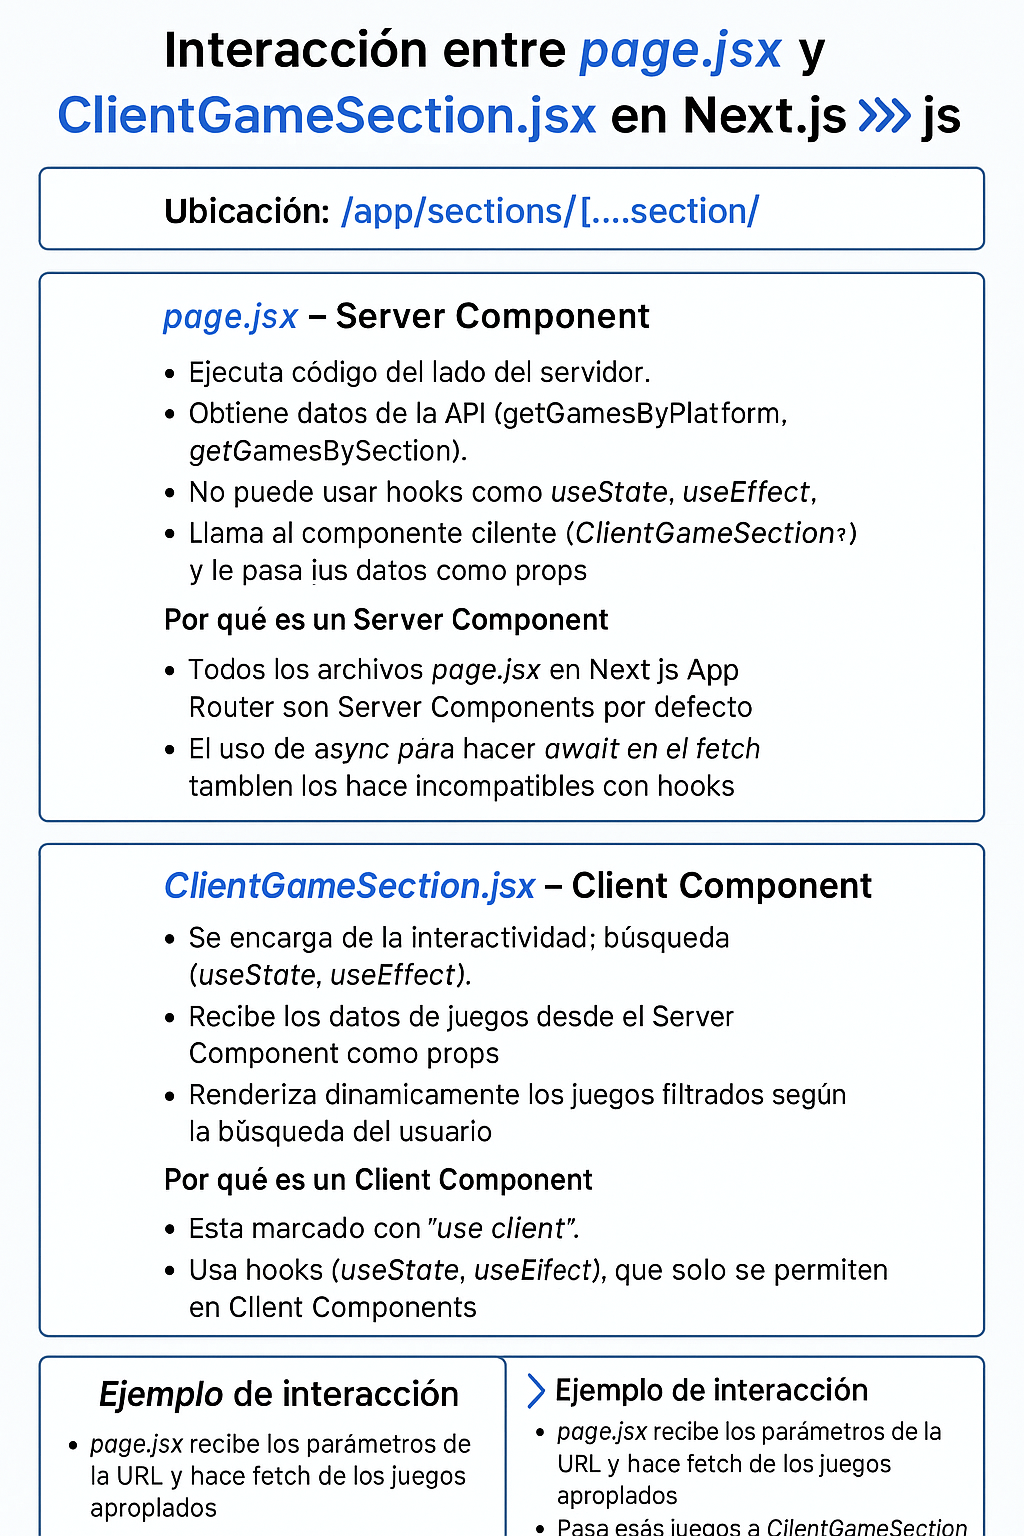 Interacción entre page.jsx y
ClientGameSection.jsx en Next.js >>> js
Ubicación: /app/sections/[....section/
page.jsx – Server Component
• Ejecuta código del lado del servidor.
• Obtiene datos de la API (getGamesByPlatform,
getGamesBySection).
• No puede usar hooks como useState, useEffect,
• Llama al componente cilente (ClientGameSection?)
y le pasa ius datos como props
Por qué es un Server Component
• Todos los archivos page.jsx en Next js App
Router son Server Components por defecto
• El uso de async pára hacer await en el fetch
tamblen los hace incompatibles con hooks
ClientGameSection.jsx – Client Component
• Se encarga de la interactividad; búsqueda
(useState, useEffect).
• Recibe los datos de juegos desde el Server
Component como props
• Renderiza dinamicamente los juegos filtrados según
la bŭsqueda del usuario
Por qué es un Client Component
• Esta marcado con "use client".
• Usa hooks (useState, useEifect), que solo se permiten
en Cllent Components
Ejemplo de interacción
• page.jsx recibe los parámetros de
la URL y hace fetch de los juegos
aproplados
> Ejemplo de interacción
• page.jsx recibe los parámetros de la
URL y hace fetch de los juegos
aproplados
• Pasa esás juegos a CilentGameSection